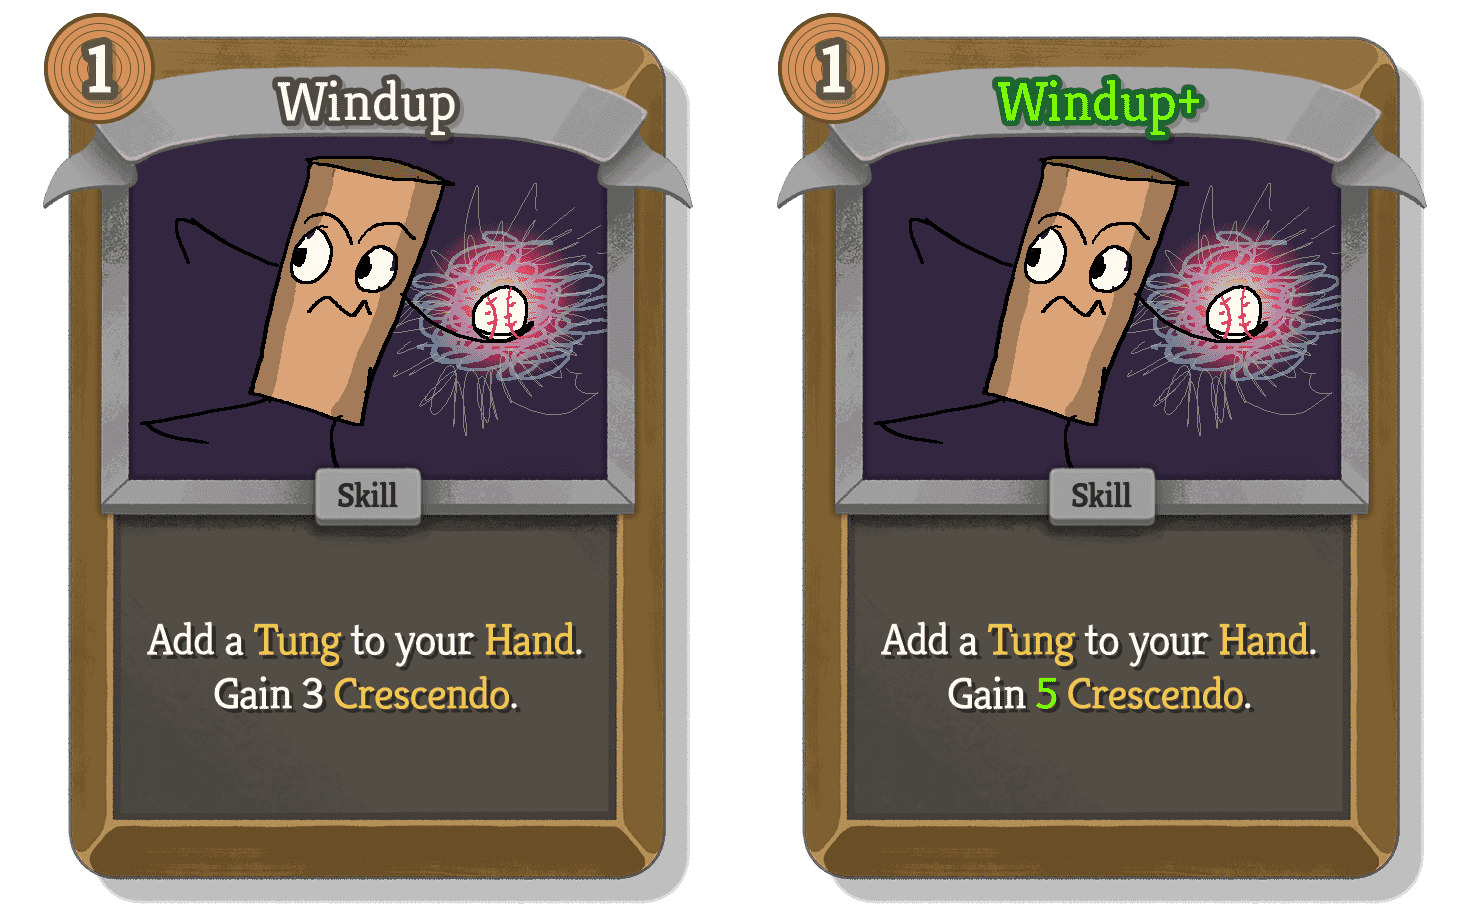 1
Windup
Skill
Add a Tung to your Hand.
Gain 3 Crescendo.
1
Windup+
Skill
Add a Tung to your Hand.
Gain 5 Crescendo.